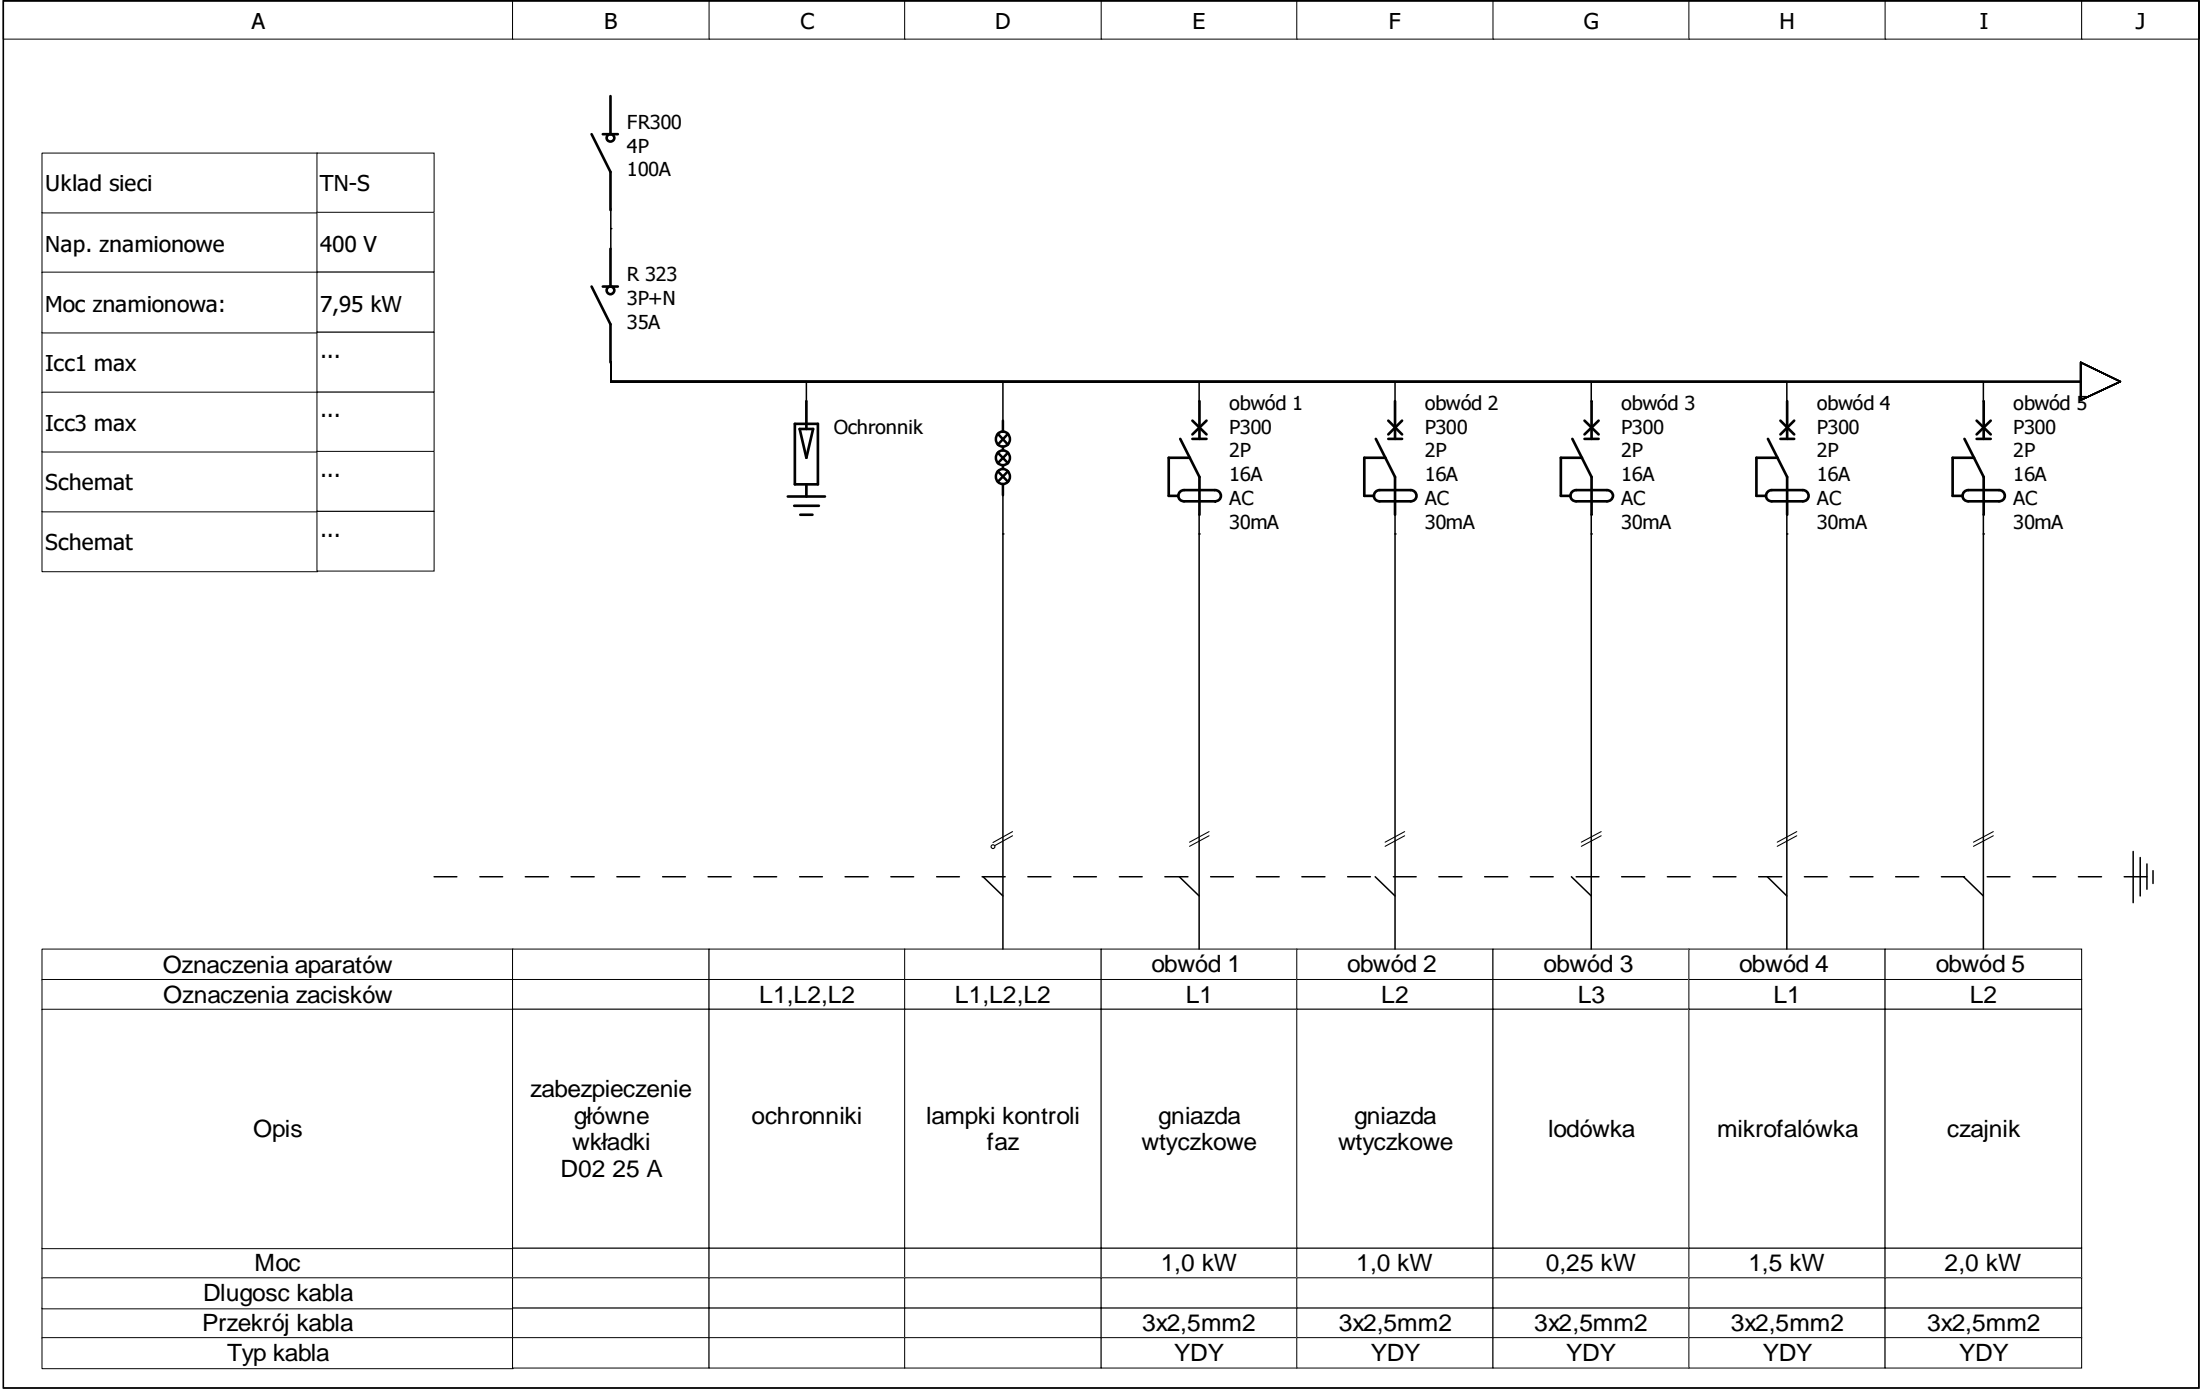 A B C D E F G H I J
FR300
4P
100A
Uklad sieci TN-S
Nap. znamionowe 400 V
Moc znamionowa: 7,95 kW
Icc1 max ...
Icc3 max ...
Schemat ...
Schemat ...
R 323
3P+N
35A
Ochronnik
obwód 1
P300
2P
16A
AC
30mA
obwód 2
P300
2P
16A
AC
30mA
obwód 3
P300
2P
16A
AC
30mA
obwód 4
P300
2P
16A
AC
30mA
obwód 5
P300
2P
16A
AC
30mA
Oznaczenia aparatów obwód 1 obwód 2 obwód 3 obwód 4 obwód 5
Oznaczenia zacisków L1,L2,L2 L1,L2,L2 L1 L2 L3 L1 L2
Opis
zabezpieczenie
główne
wkładki
D02 25 A
ochronniki
lampki kontroli
faz
gniazda
wtyczkowe
gniazda
wtyczkowe
lodówka
mikrofalówka
czajnik
Moc 1,0 kW 1,0 kW 0,25 kW 1,5 kW 2,0 kW
Dlugosc kabla
Przekrój kabla 3x2,5mm2 3x2,5mm2 3x2,5mm2 3x2,5mm2 3x2,5mm2
Typ kabla YDY YDY YDY YDY YDY